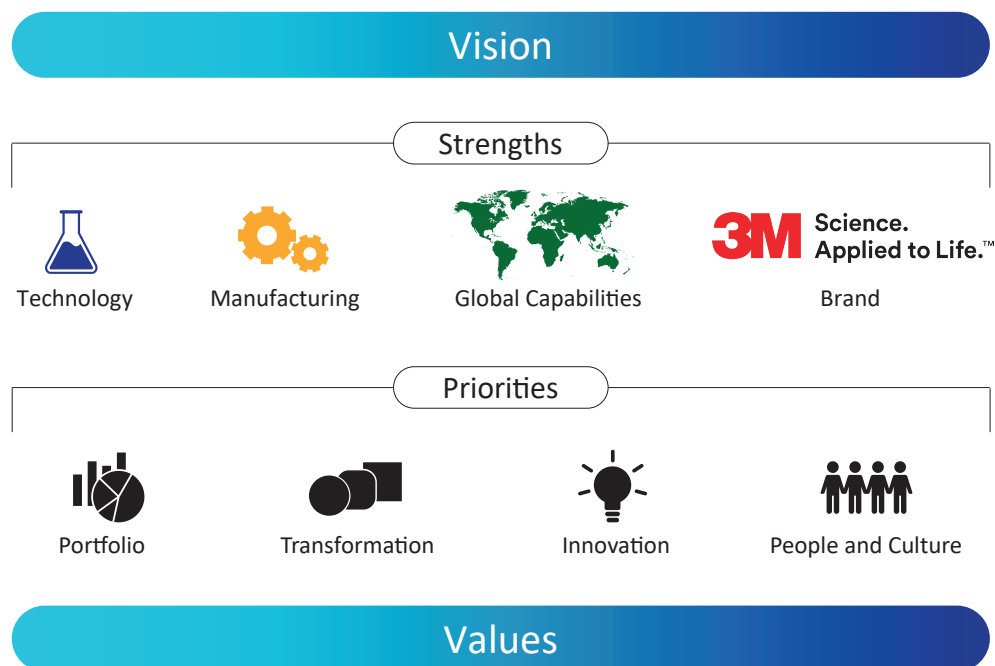 Vision
Strengths
3M Science.
Applied to Life.™
Technology
Manufacturing
Global Capabilities
Brand
Priorities
Portfolio
Transformation
Innovation
People and Culture
Values